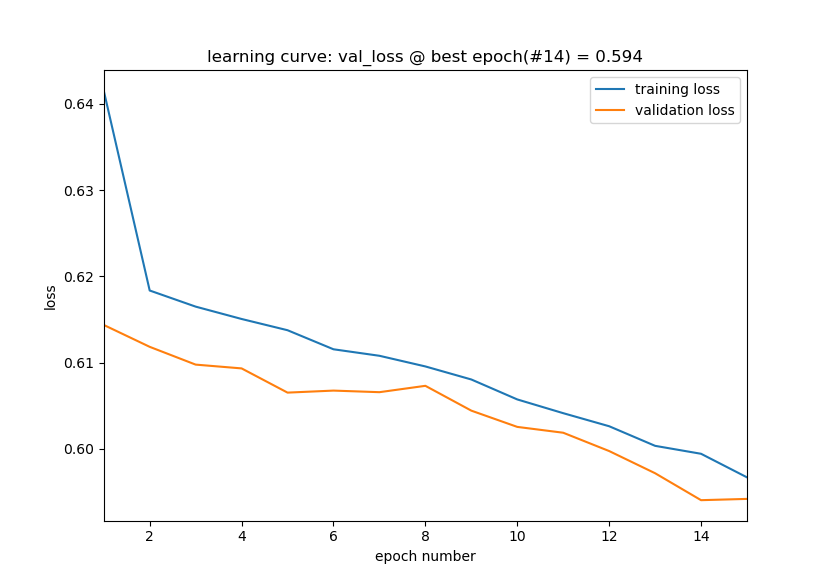 learning curve: val_loss @ best epoch(#14) = 0.594
training loss
validation loss
0.64
0.63
0.62
0.61
0.60
loss
2 4 6 8 10 12 14
epoch number